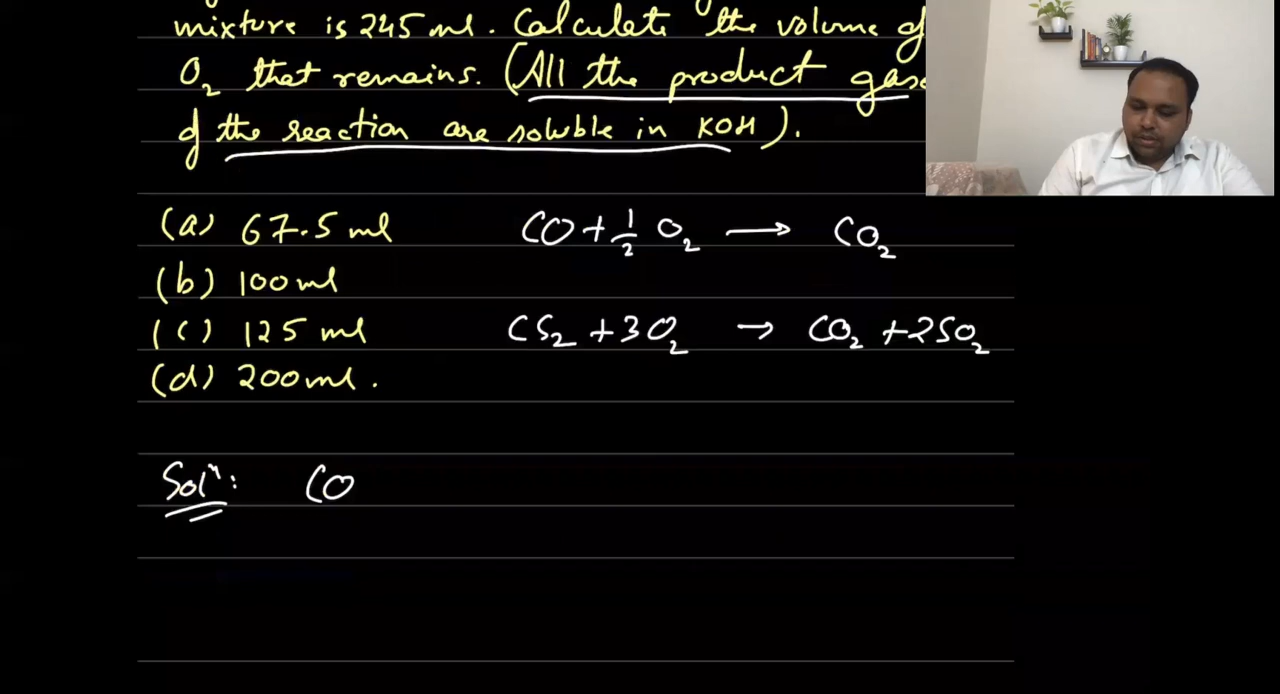 mixture is 245 ml. Calculate the volume of
O₂ that remains. (All the product
of the reaction are soluble in KOH).
(a) 67.5 ml
CO + 1/2 O₂ → CO₂
(b) 100 ml
(c) 125 ml
CS₂ + 3O₂ → CO₂ + 2SO₂
(d) 200 ml.
Solⁿ: CO